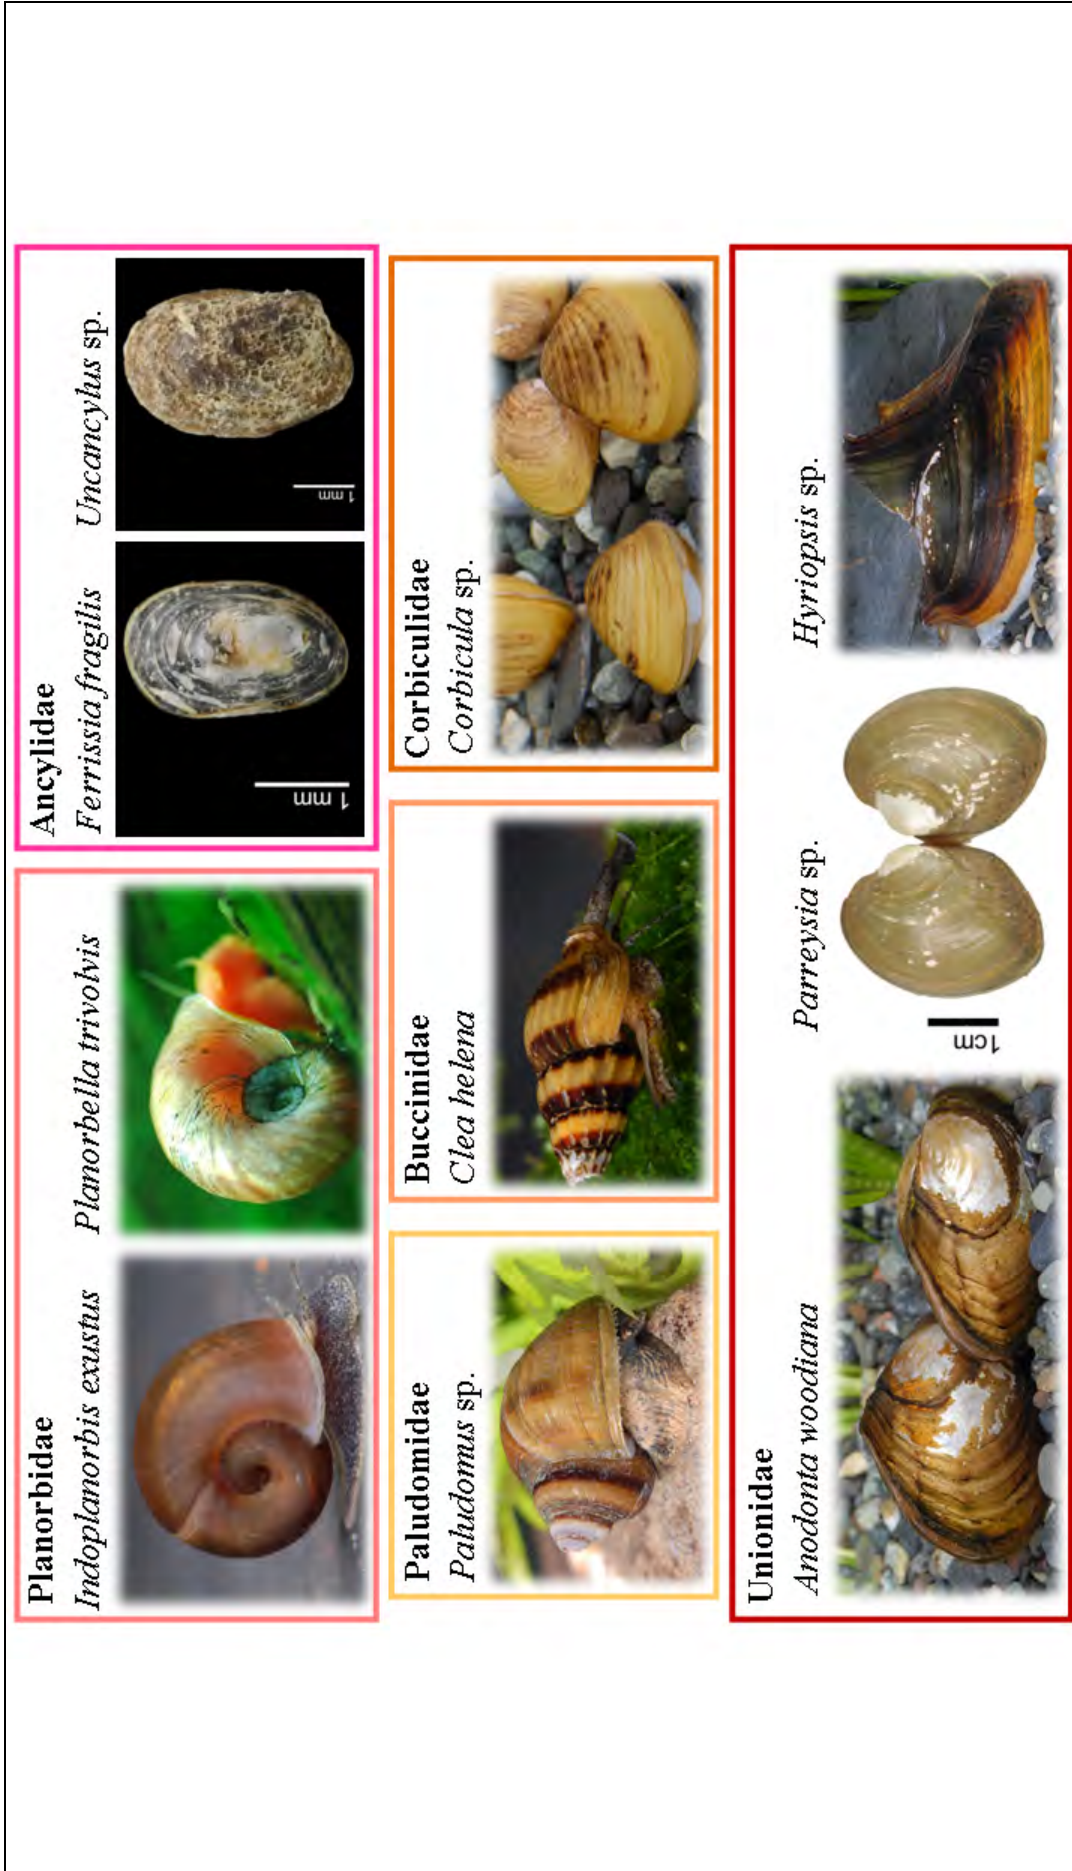 Planorbidae
Indoplanorbis exustus
Planorbella trivolvis
Ancylidae
Ferrissia fragilis
Uncancylus sp.
1 mm
1 mm
Paludomidae
Paludomus sp.
Buccinidae
Clea helena
Corbiculidae
Corbicula sp.
Unionidae
Anodonta woodiana
Parreysia sp.
Hyriopsis sp.
1cm